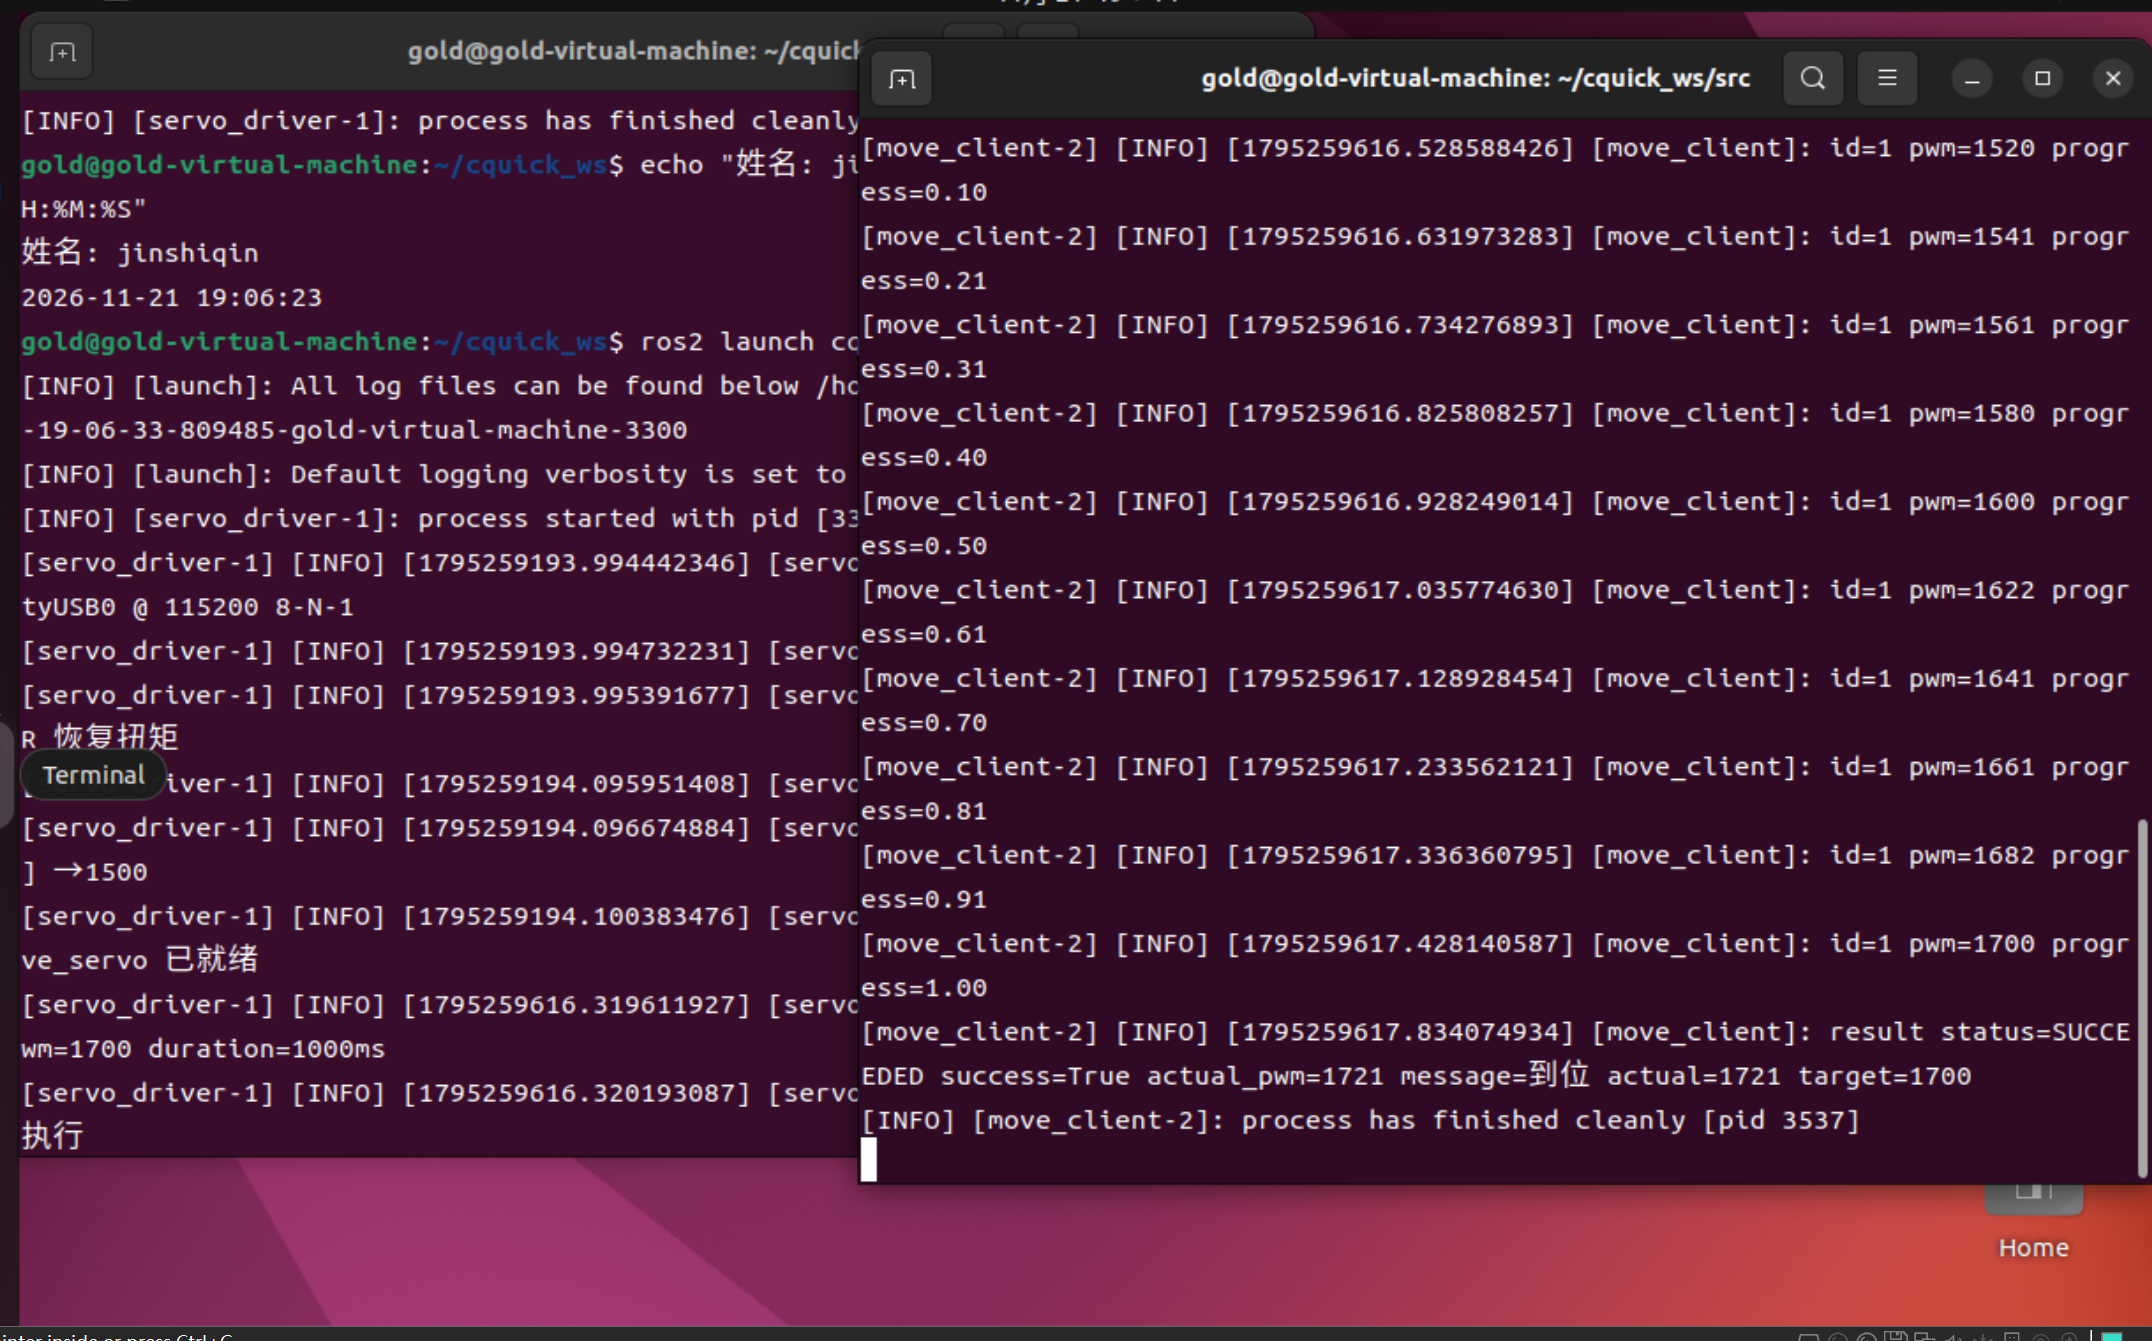 gold@gold-virtual-machine: ~/cquick
[INFO] [servo_driver-1]: process has finished cleanly
gold@gold-virtual-machine:~/cquick_ws$ echo "姓名: ji
H:%M:%S"
姓名: jinshiqin
2026-11-21 19:06:23
gold@gold-virtual-machine:~/cquick_ws$ ros2 launch cq
[INFO] [launch]: All log files can be found below /ho
-19-06-33-809485-gold-virtual-machine-3300
[INFO] [launch]: Default logging verbosity is set to
[INFO] [servo_driver-1]: process started with pid [33
[servo_driver-1] [INFO] [1795259193.994442346] [servo
tyUSB0 @ 115200 8-N-1
[servo_driver-1] [INFO] [1795259193.994732231] [servo
[servo_driver-1] [INFO] [1795259193.995391677] [servo
R 恢复扭矩
Terminal
iver-1] [INFO] [1795259194.095951408] [servo
[servo_driver-1] [INFO] [1795259194.096674884] [servo
] →1500
[servo_driver-1] [INFO] [1795259194.100383476] [servo
ve_servo 已就绪
[servo_driver-1] [INFO] [1795259616.319611927] [servo
wm=1700 duration=1000ms
[servo_driver-1] [INFO] [1795259616.320193087] [servo
执行
gold@gold-virtual-machine: ~/cquick_ws/src
[move_client-2] [INFO] [1795259616.528588426] [move_client]: id=1 pwm=1520 progr
ess=0.10
[move_client-2] [INFO] [1795259616.631973283] [move_client]: id=1 pwm=1541 progr
ess=0.21
[move_client-2] [INFO] [1795259616.734276893] [move_client]: id=1 pwm=1561 progr
ess=0.31
[move_client-2] [INFO] [1795259616.825808257] [move_client]: id=1 pwm=1580 progr
ess=0.40
[move_client-2] [INFO] [1795259616.928249014] [move_client]: id=1 pwm=1600 progr
ess=0.50
[move_client-2] [INFO] [1795259617.035774630] [move_client]: id=1 pwm=1622 progr
ess=0.61
[move_client-2] [INFO] [1795259617.128928454] [move_client]: id=1 pwm=1641 progr
ess=0.70
[move_client-2] [INFO] [1795259617.233562121] [move_client]: id=1 pwm=1661 progr
ess=0.81
[move_client-2] [INFO] [1795259617.336360795] [move_client]: id=1 pwm=1682 progr
ess=0.91
[move_client-2] [INFO] [1795259617.428140587] [move_client]: id=1 pwm=1700 progr
ess=1.00
[move_client-2] [INFO] [1795259617.834074934] [move_client]: result status=SUCCE
EDED success=True actual_pwm=1721 message=到位 actual=1721 target=1700
[INFO] [move_client-2]: process has finished cleanly [pid 3537]
Home
inside or press Ctrl+G